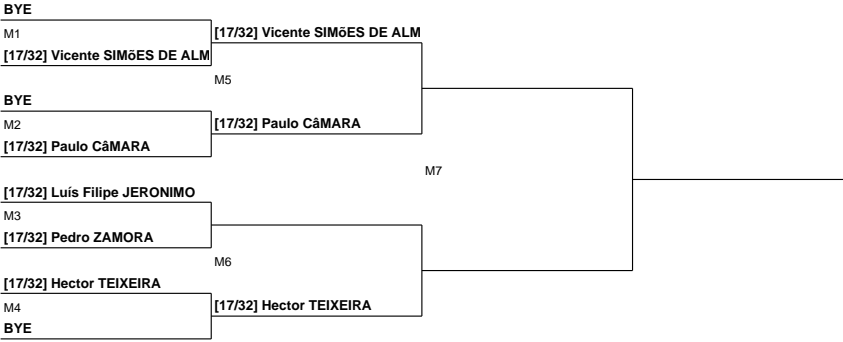 BYE
M1
[17/32] Vicente SIMõES DE ALM
[17/32] Vicente SIMõES DE ALM
M5
BYE
M2
[17/32] Paulo CâMARA
[17/32] Paulo CâMARA
M7
[17/32] Luís Filipe JERONIMO
M3
[17/32] Pedro ZAMORA
M6
[17/32] Hector TEIXEIRA
M4
[17/32] Hector TEIXEIRA
BYE